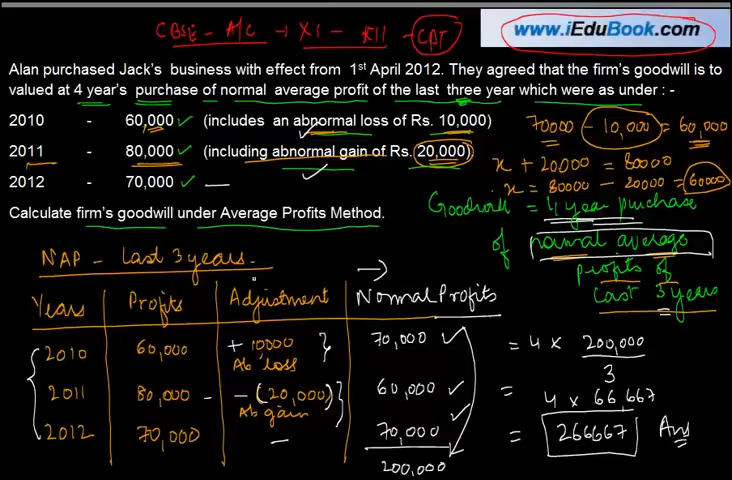 CBSE - A/C → XI - XII - CPT
www.iEduBook.com
Alan purchased Jack's business with effect from 1st April 2012. They agreed that the firm's goodwill is to
valued at 4 year's purchase of normal average profit of the last three year which were as under : -
2010 - 60,000 ✓ (includes an abnormal loss of Rs. 10,000)
70000 - 10,000 = 60,000
2011 - 80,000 ✓ (including abnormal gain of Rs. 20,000)
x + 20000 = 80000
2012 - 70,000 ✓ —
x = 80000 - 20000 = 60000
Calculate firm's goodwill under Average Profits Method.
Goodwill = 4 year purchase
of normal average
profits of
Last 3 years
NAP - Last 3 years.
Years Profits Adjustment Normal Profits
2010 60,000 + 10000 70,000 ✓
Ab loss
2011 80,000 - (20,000) 60,000 ✓
Ab gain
2012 70,000 — 70,000 ✓
200,000
= 4 × 200,000
3
= 4 × 66,667
= 266667 Ans